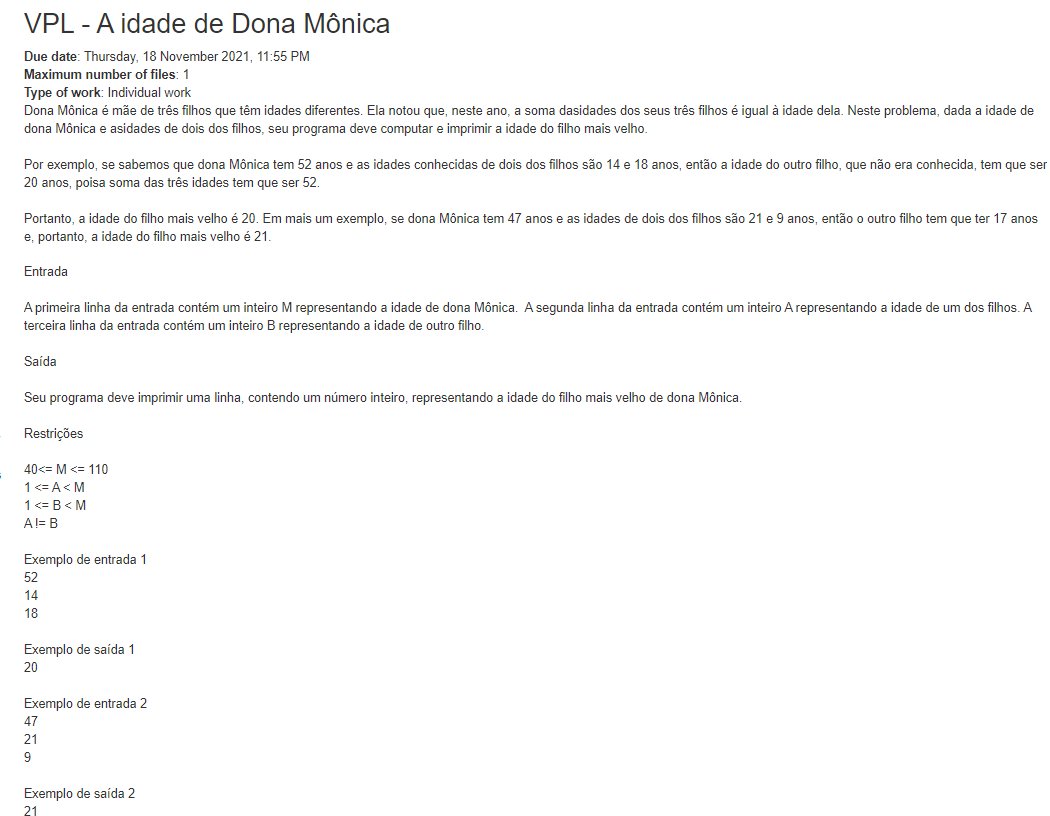 VPL - A idade de Dona Mônica
Due date: Thursday, 18 November 2021, 11:55 PM
Maximum number of files: 1
Type of work: Individual work
Dona Mônica é mãe de três filhos que têm idades diferentes. Ela notou que, neste ano, a soma dasidades dos seus três filhos é igual à idade dela. Neste problema, dada a idade de
dona Mônica e asidades de dois dos filhos, seu programa deve computar e imprimir a idade do filho mais velho.
Por exemplo, se sabemos que dona Mônica tem 52 anos e as idades conhecidas de dois dos filhos são 14 e 18 anos, então a idade do outro filho, que não era conhecida, tem que ser
20 anos, poisa soma das três idades tem que ser 52.
Portanto, a idade do filho mais velho é 20. Em mais um exemplo, se dona Mônica tem 47 anos e as idades de dois dos filhos são 21 e 9 anos, então o outro filho tem que ter 17 anos
e, portanto, a idade do filho mais velho é 21.
Entrada
A primeira linha da entrada contém um inteiro M representando a idade de dona Mônica.  A segunda linha da entrada contém um inteiro A representando a idade de um dos filhos. A
terceira linha da entrada contém um inteiro B representando a idade de outro filho.
Saída
Seu programa deve imprimir uma linha, contendo um número inteiro, representando a idade do filho mais velho de dona Mônica.
Restrições
40<= M <= 110
1 <= A < M
1 <= B < M
A != B
Exemplo de entrada 1
52
14
18
Exemplo de saída 1
20
Exemplo de entrada 2
47
21
9
Exemplo de saída 2
21